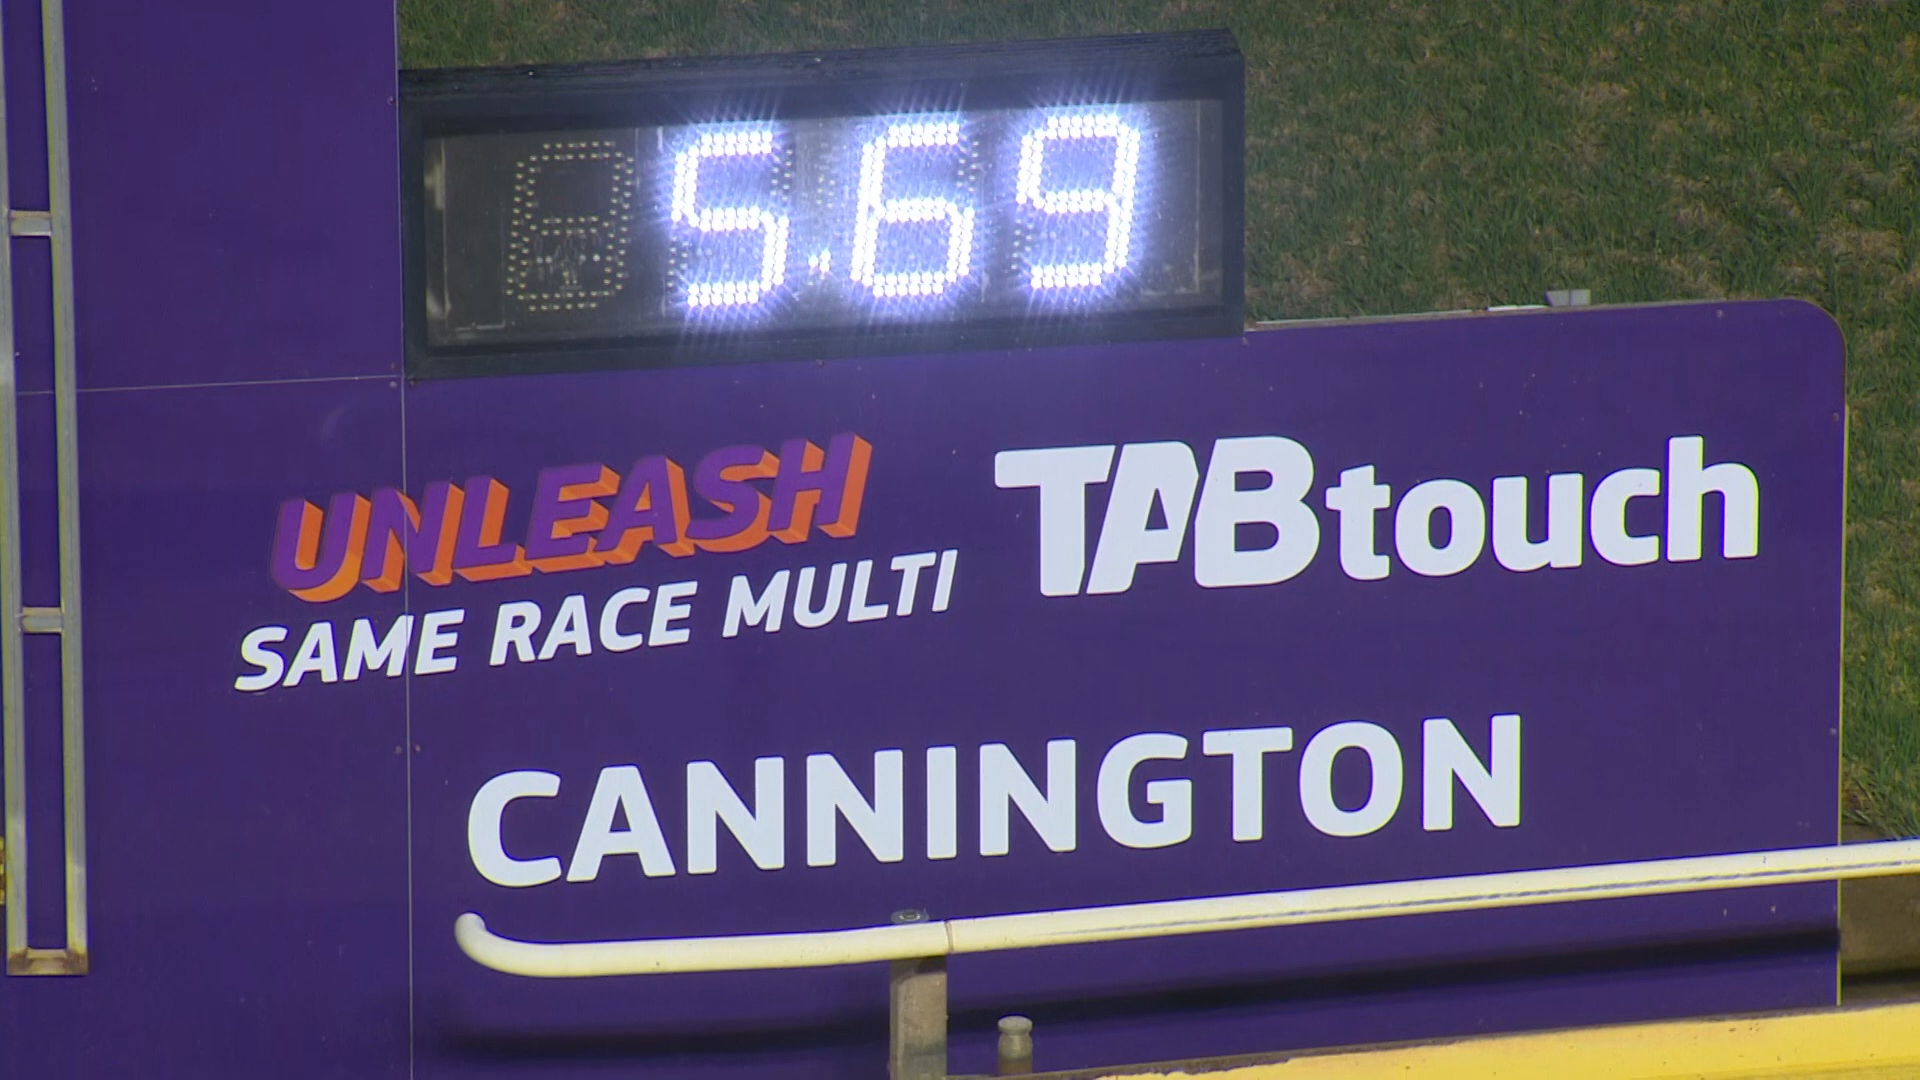 5.69
UNLEASH
SAME RACE MULTI
TABtouch
CANNINGTON